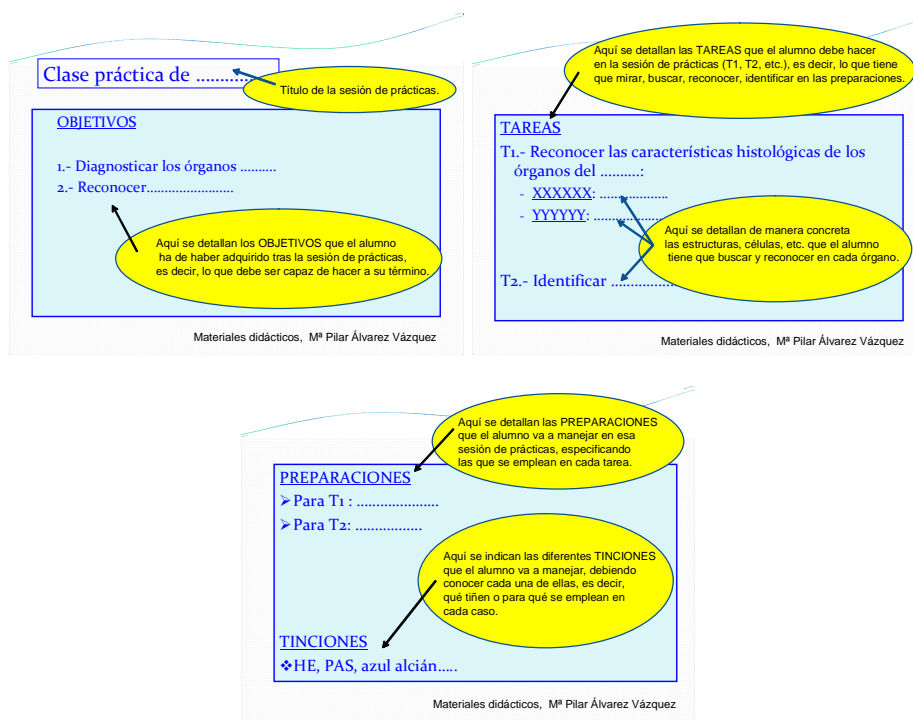 Clase práctica de ............
Título de la sesión de prácticas.
OBJETIVOS
1.- Diagnosticar los órganos ..........
2.- Reconocer........................
Aquí se detallan los OBJETIVOS que el alumno
ha de haber adquirido tras la sesión de prácticas,
es decir, lo que debe ser capaz de hacer a su término.
Materiales didácticos, Mª Pilar Álvarez Vázquez
Aquí se detallan las TAREAS que el alumno debe hacer
en la sesión de prácticas (T1, T2, etc.), es decir, lo que tiene
que mirar, buscar, reconocer, identificar en las preparaciones.
TAREAS
T1.- Reconocer las características histológicas de los
órganos del ..........:
- XXXXXX: ...................
- YYYYYY: ...................
Aquí se detallan de manera concreta
las estructuras, células, etc. que el alumno
tiene que buscar y reconocer en cada órgano.
T2.- Identificar ..................
Materiales didácticos, Mª Pilar Álvarez Vázquez
Aquí se detallan las PREPARACIONES
que el alumno va a manejar en esa
sesión de prácticas, especificando
las que se emplean en cada tarea.
PREPARACIONES
➢Para T1 : ......................
➢Para T2: ..................
Aquí se indican las diferentes TINCIONES
que el alumno va a manejar, debiendo
conocer cada una de ellas, es decir,
qué tiñen o para qué se emplean en
cada caso.
TINCIONES
❖HE, PAS, azul alcián.....
Materiales didácticos, Mª Pilar Álvarez Vázquez